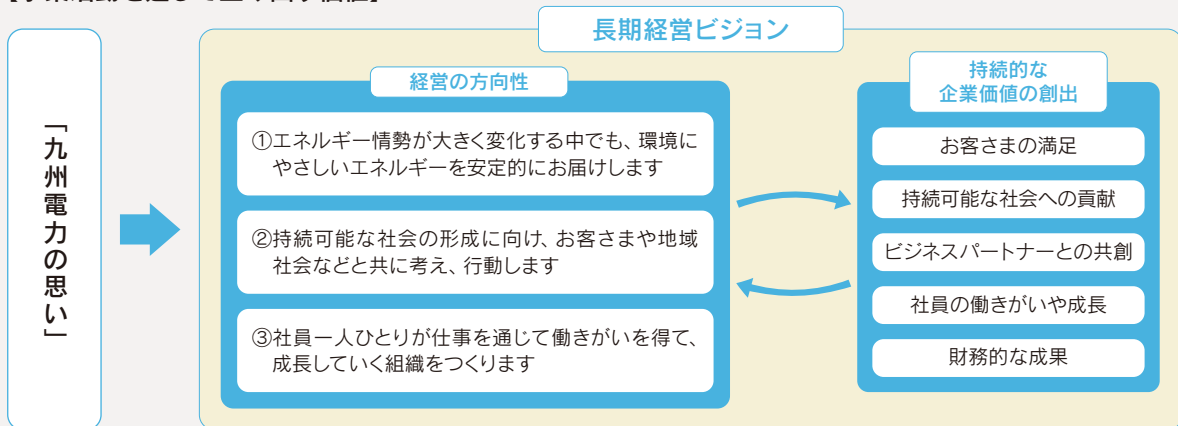 長期経営ビジョン
「九州電力の思い」
経営の方向性
①エネルギー情勢が大きく変化する中でも、環境に
やさしいエネルギーを安定的にお届けします
②持続可能な社会の形成に向け、お客さまや地域
社会などと共に考え、行動します
③社員一人ひとりが仕事を通じて働きがいを得て、
成長していく組織をつくります
持続的な
企業価値の創出
お客さまの満足
持続可能な社会への貢献
ビジネスパートナーとの共創
社員の働きがいや成長
財務的な成果